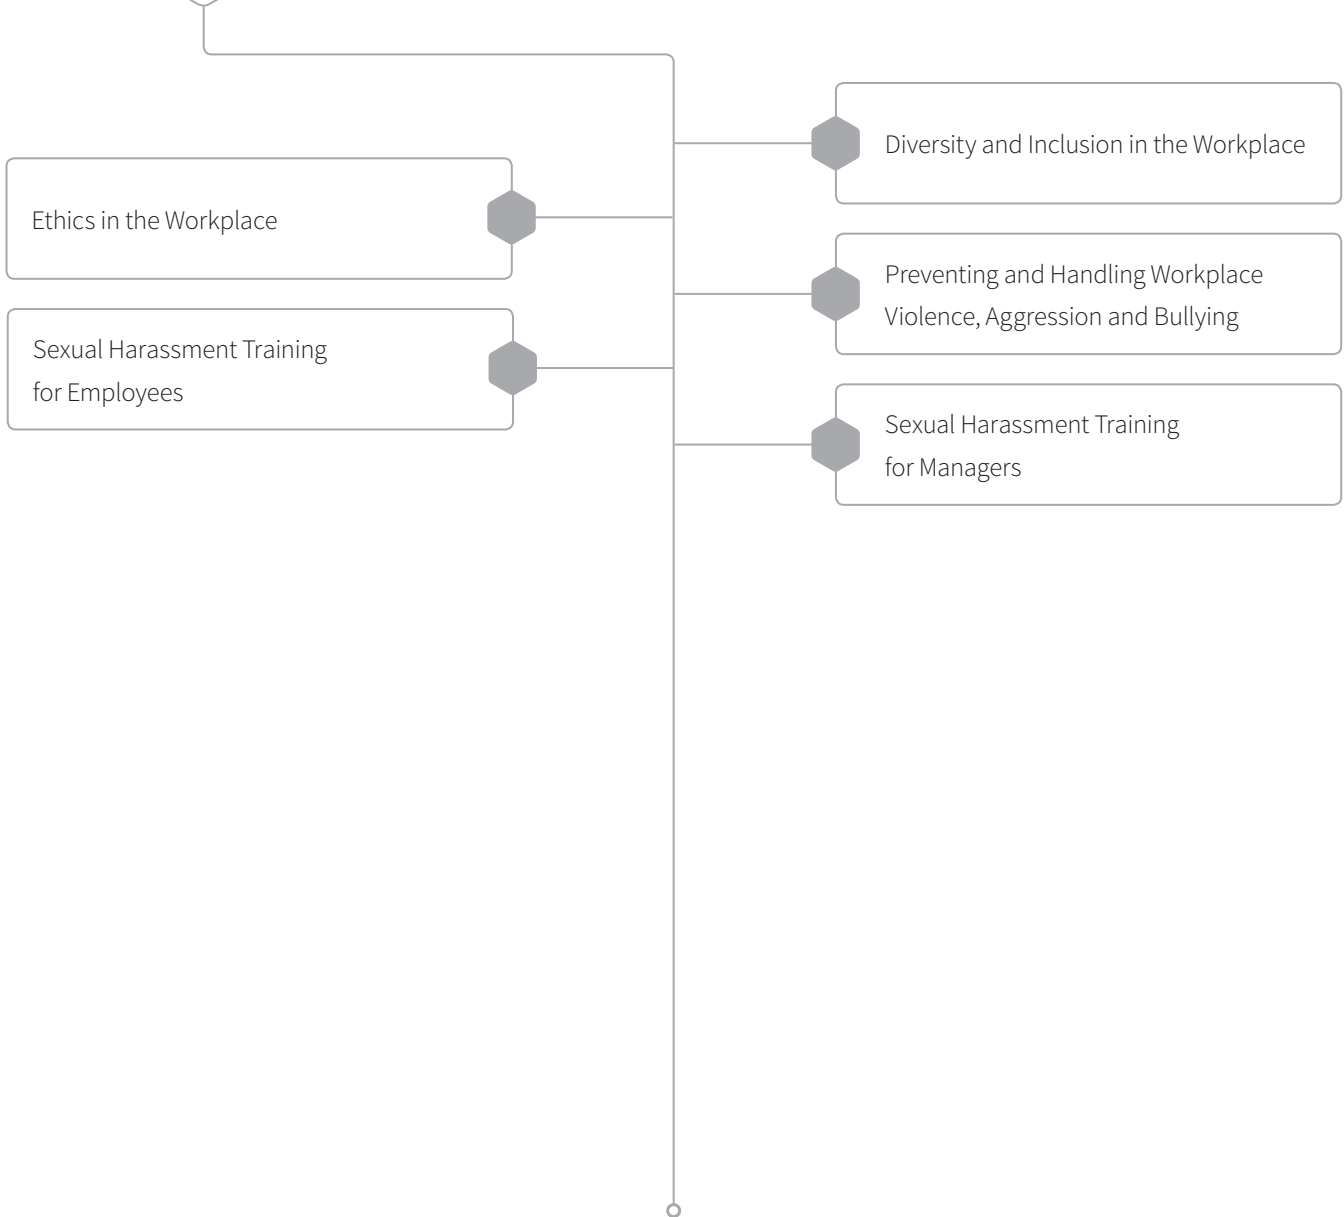 Diversity and Inclusion in the Workplace
Ethics in the Workplace
Preventing and Handling Workplace
Violence, Aggression and Bullying
Sexual Harassment Training
for Employees
Sexual Harassment Training
for Managers